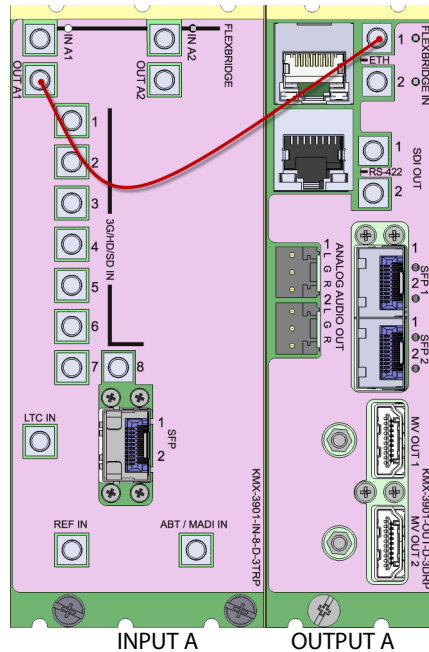 IN A1
IN A2
FLEXBRIDGE
OUT A1
OUT A2
1
2
3
4
5
6
7
8
3G/HD/SD IN
LTC IN
1
2
SFP
REF IN
ABT / MADI IN
KMX-3901-IN-8-D-3TRP
INPUT A
1
2
FLEXBRIDGE IN
ETH
1
2
SDI OUT
RS-422
1
L G R
2
L G R
ANALOG AUDIO OUT
1
2
SFP 1
1
2
SFP 2
MV OUT 1
MV OUT 2
KMX-3901-OUT-D-3DRP
OUTPUT A